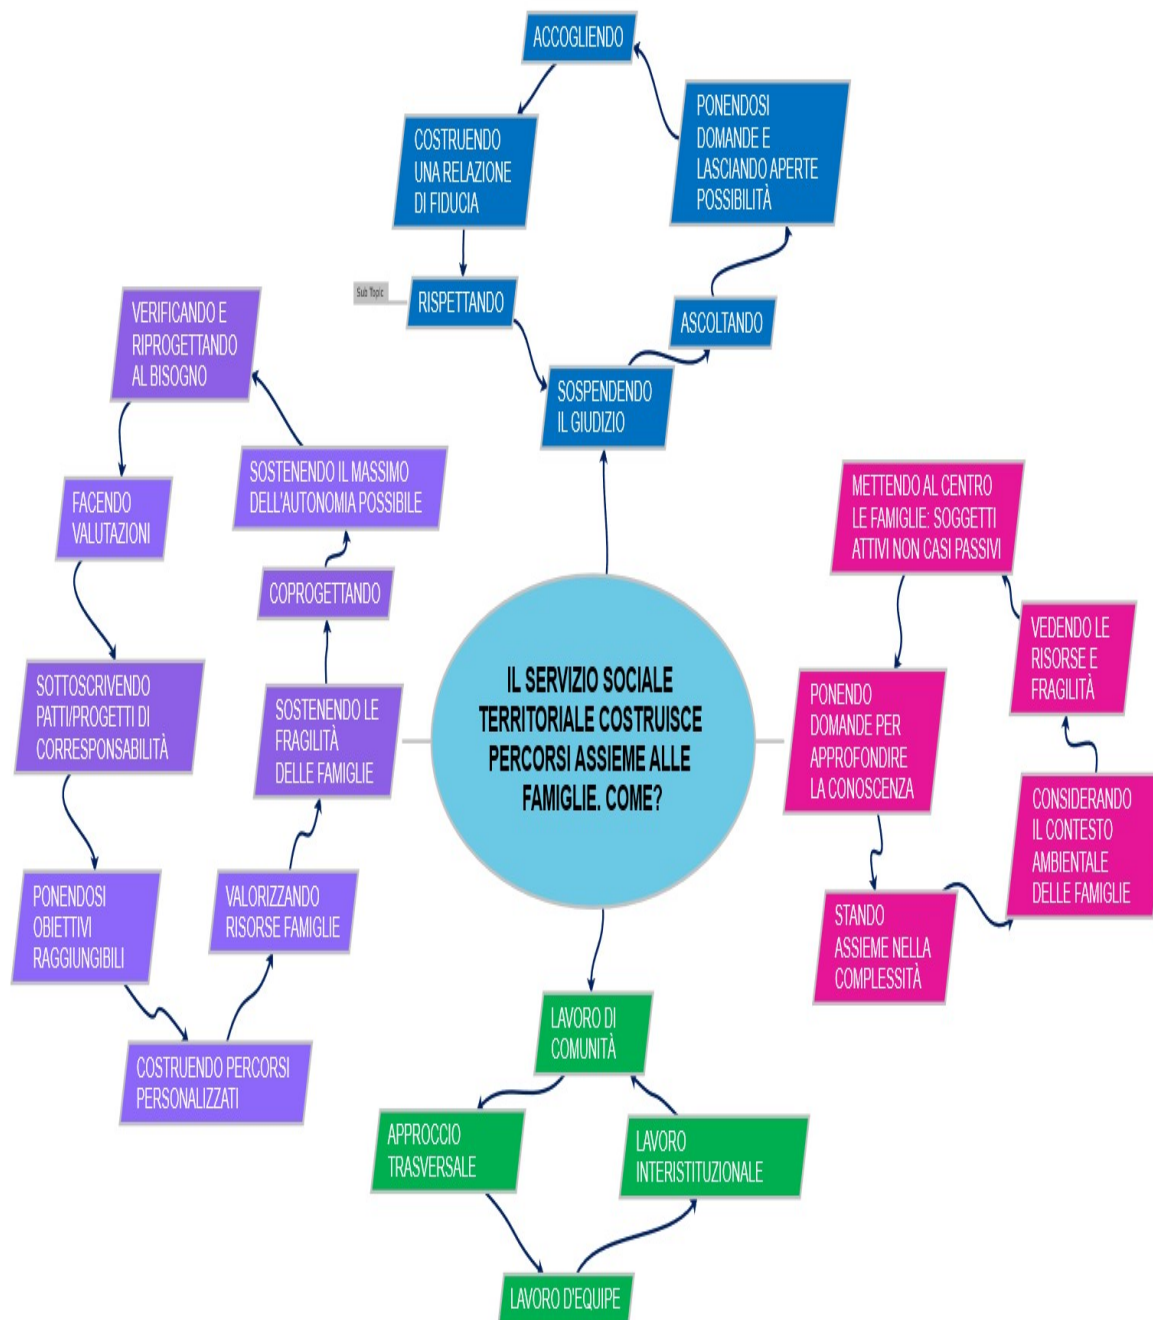 ACCOGLIENDO
PONENDOSI
DOMANDE E
LASCIANDO APERTE
POSSIBILITÀ
COSTRUENDO
UNA RELAZIONE
DI FIDUCIA
Sub Topic
RISPETTANDO
ASCOLTANDO
SOSPENDENDO
IL GIUDIZIO
VERIFICANDO E
RIPROGETTANDO
AL BISOGNO
SOSTENENDO IL MASSIMO
DELL'AUTONOMIA POSSIBILE
FACENDO
VALUTAZIONI
COPROGETTANDO
SOTTOSCRIVENDO
PATTI/PROGETTI DI
CORRESPONSABILITÀ
SOSTENENDO LE
FRAGILITÀ
DELLE FAMIGLIE
PONENDOSI
OBIETTIVI
RAGGIUNGIBILI
VALORIZZANDO
RISORSE FAMIGLIE
COSTRUENDO PERCORSI
PERSONALIZZATI
IL SERVIZIO SOCIALE
TERRITORIALE COSTRUISCE
PERCORSI ASSIEME ALLE
FAMIGLIE. COME?
METTENDO AL CENTRO
LE FAMIGLIE: SOGGETTI
ATTIVI NON CASI PASSIVI
VEDENDO LE
RISORSE E
FRAGILITÀ
PONENDO
DOMANDE PER
APPROFONDIRE
LA CONOSCENZA
CONSIDERANDO
IL CONTESTO
AMBIENTALE
DELLE FAMIGLIE
STANDO
ASSIEME NELLA
COMPLESSITÀ
LAVORO DI
COMUNITÀ
APPROCCIO
TRASVERSALE
LAVORO
INTERISTITUZIONALE
LAVORO D'EQUIPE